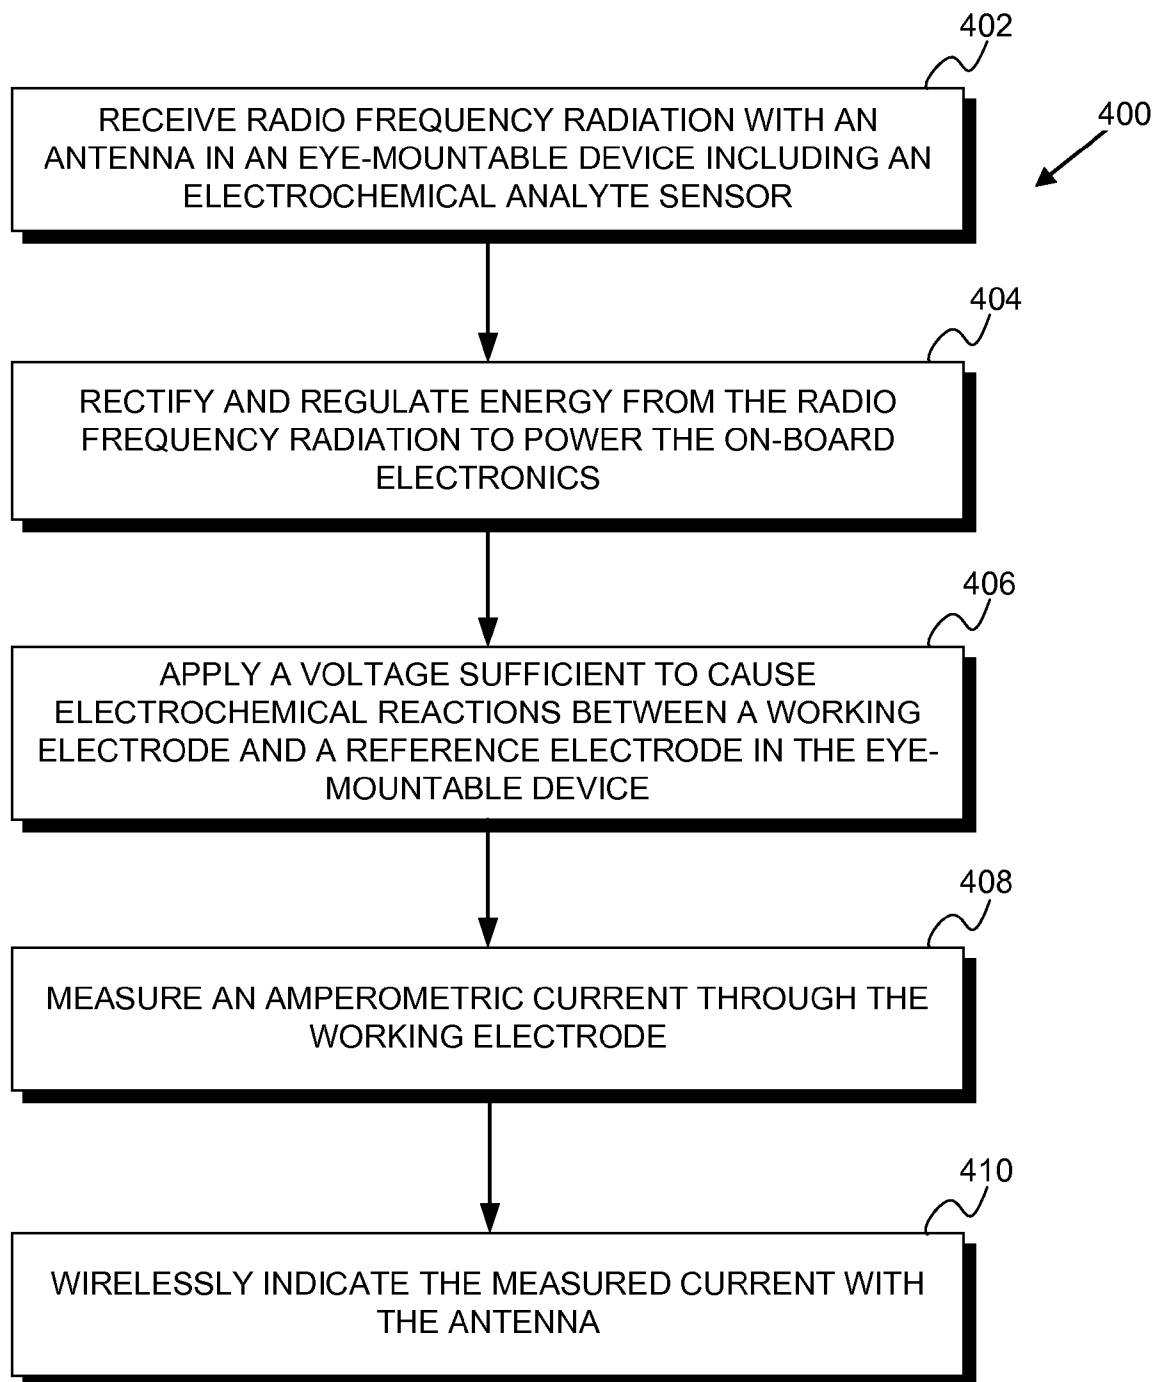 402
400
RECEIVE RADIO FREQUENCY RADIATION WITH AN
ANTENNA IN AN EYE-MOUNTABLE DEVICE INCLUDING AN
ELECTROCHEMICAL ANALYTE SENSOR
404
RECTIFY AND REGULATE ENERGY FROM THE RADIO
FREQUENCY RADIATION TO POWER THE ON-BOARD
ELECTRONICS
406
APPLY A VOLTAGE SUFFICIENT TO CAUSE
ELECTROCHEMICAL REACTIONS BETWEEN A WORKING
ELECTRODE AND A REFERENCE ELECTRODE IN THE EYE-
MOUNTABLE DEVICE
408
MEASURE AN AMPEROMETRIC CURRENT THROUGH THE
WORKING ELECTRODE
410
WIRELESSLY INDICATE THE MEASURED CURRENT WITH
THE ANTENNA